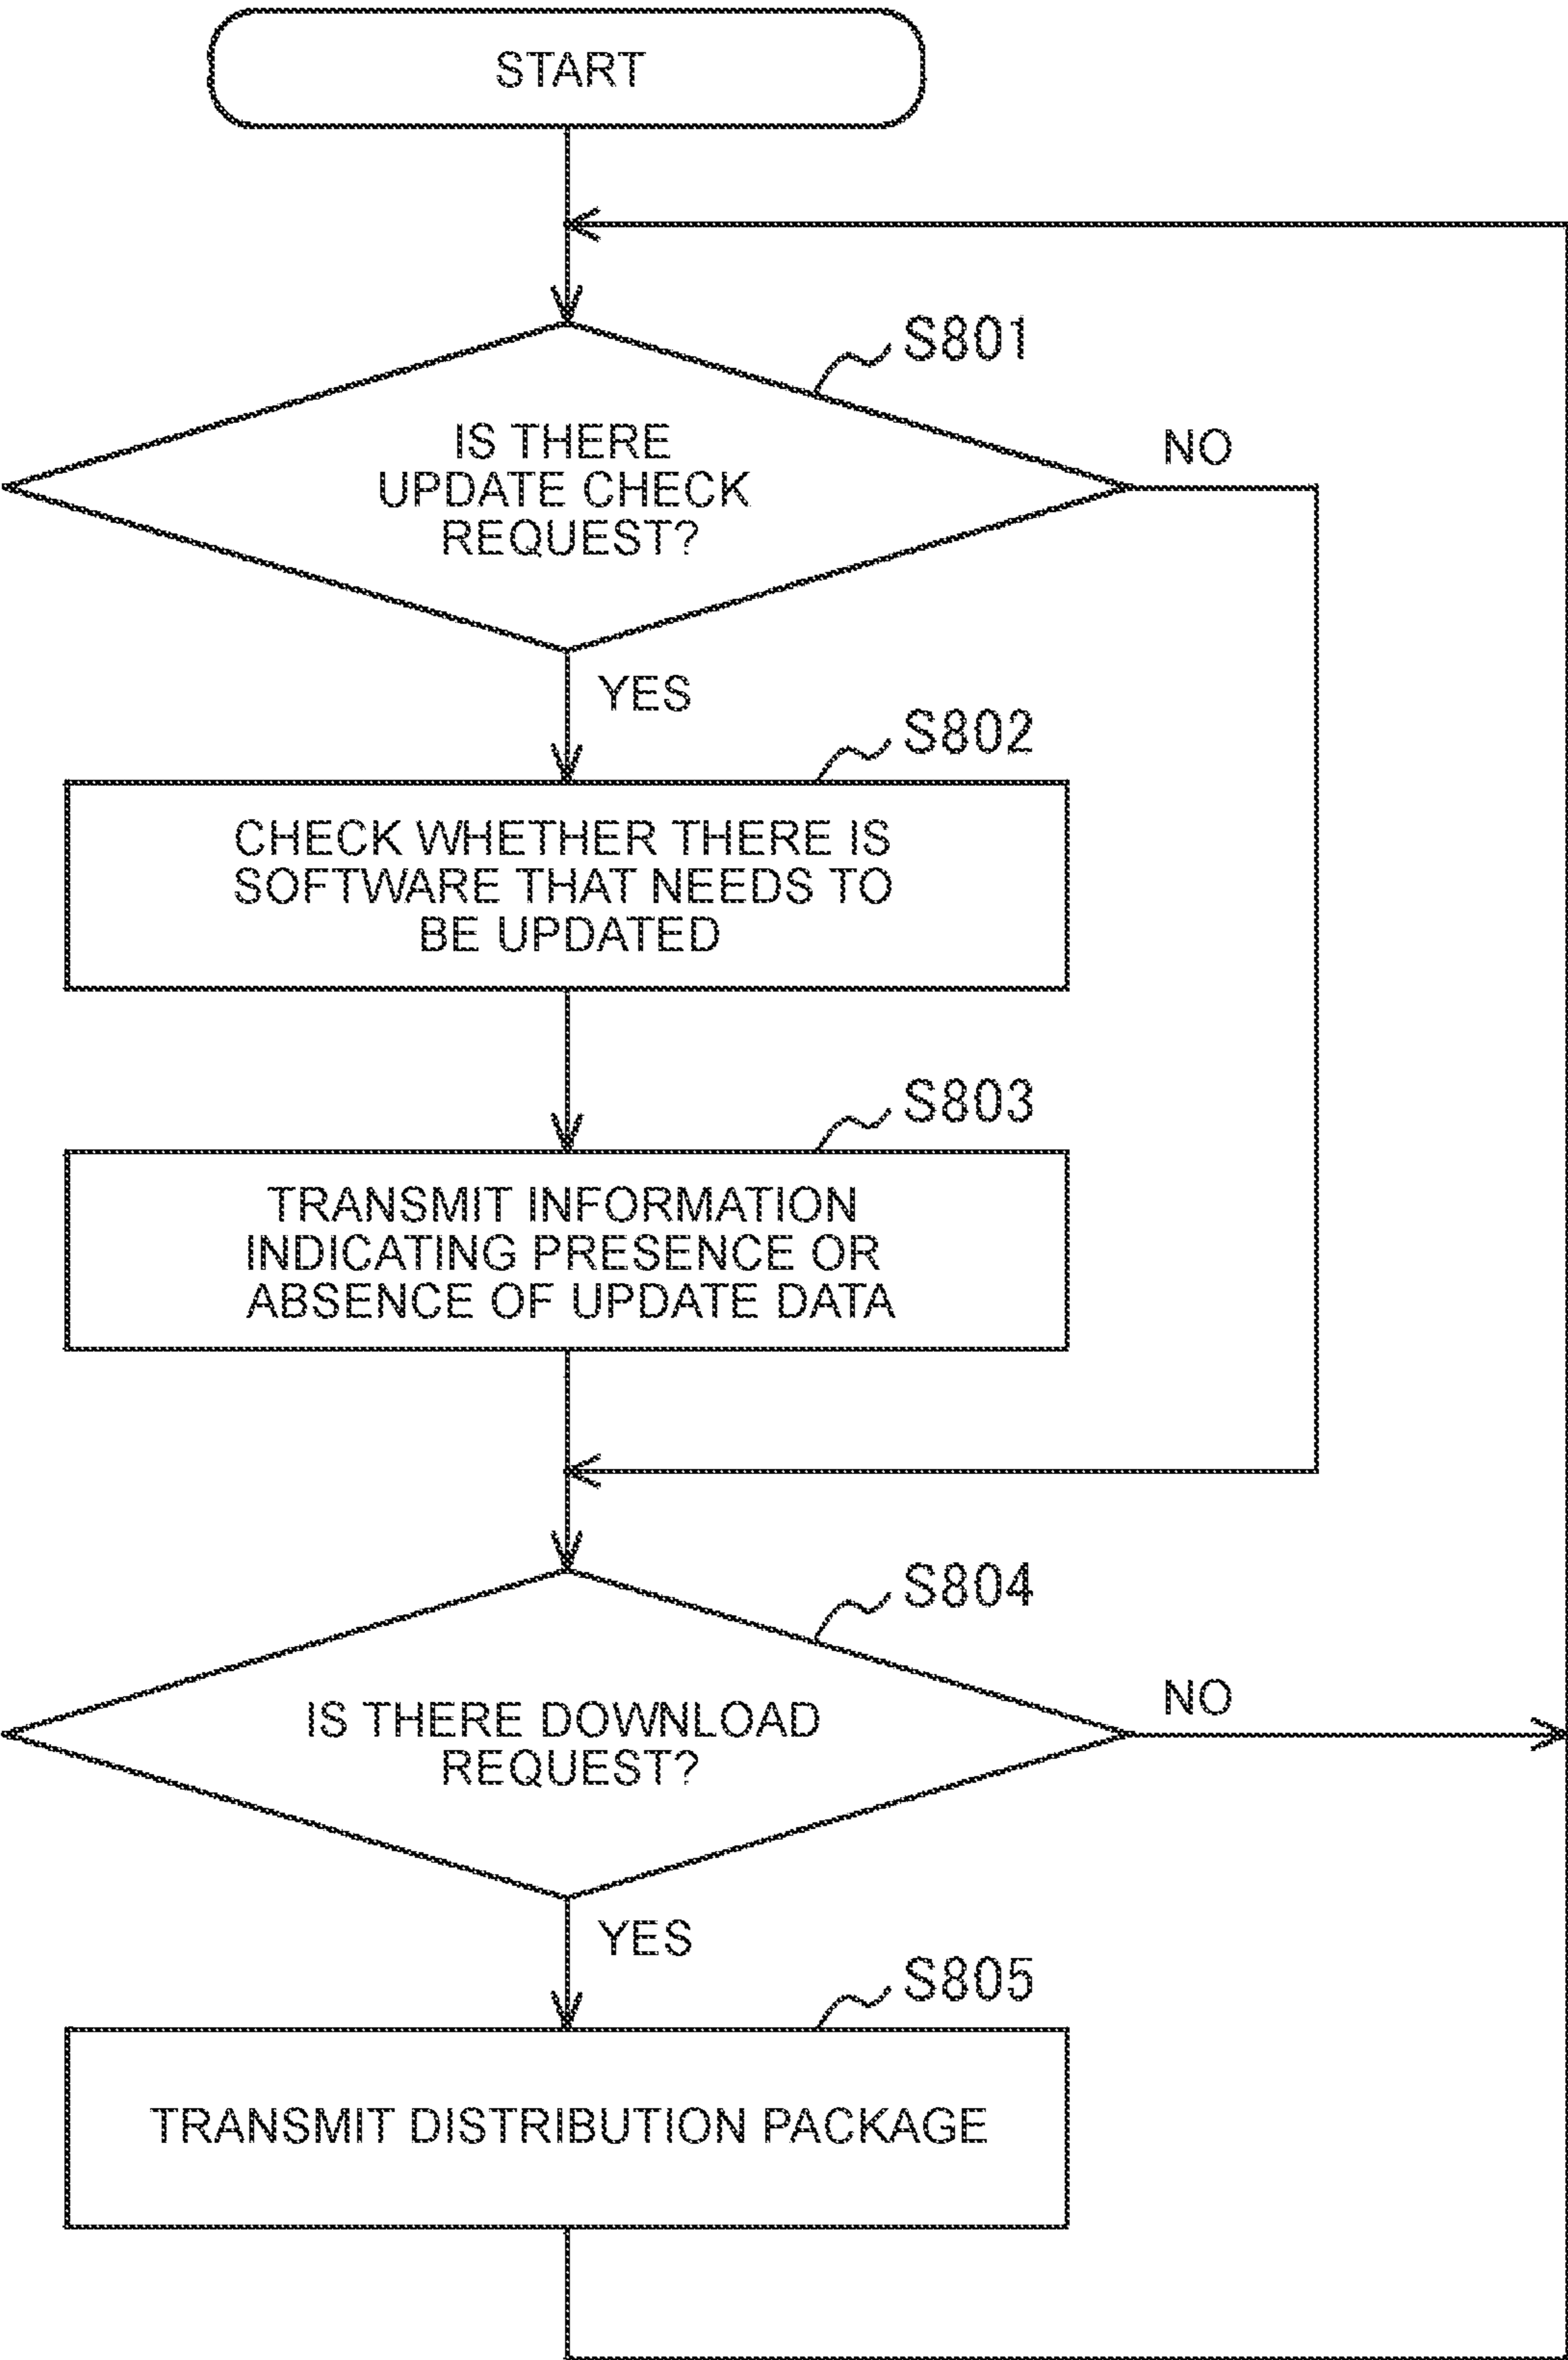 START
S801
IS THERE
UPDATE CHECK
REQUEST?
NO
YES
S802
CHECK WHETHER THERE IS
SOFTWARE THAT NEEDS TO
BE UPDATED
S803
TRANSMIT INFORMATION
INDICATING PRESENCE OR
ABSENCE OF UPDATE DATA
S804
IS THERE DOWNLOAD
REQUEST?
NO
YES
S805
TRANSMIT DISTRIBUTION PACKAGE